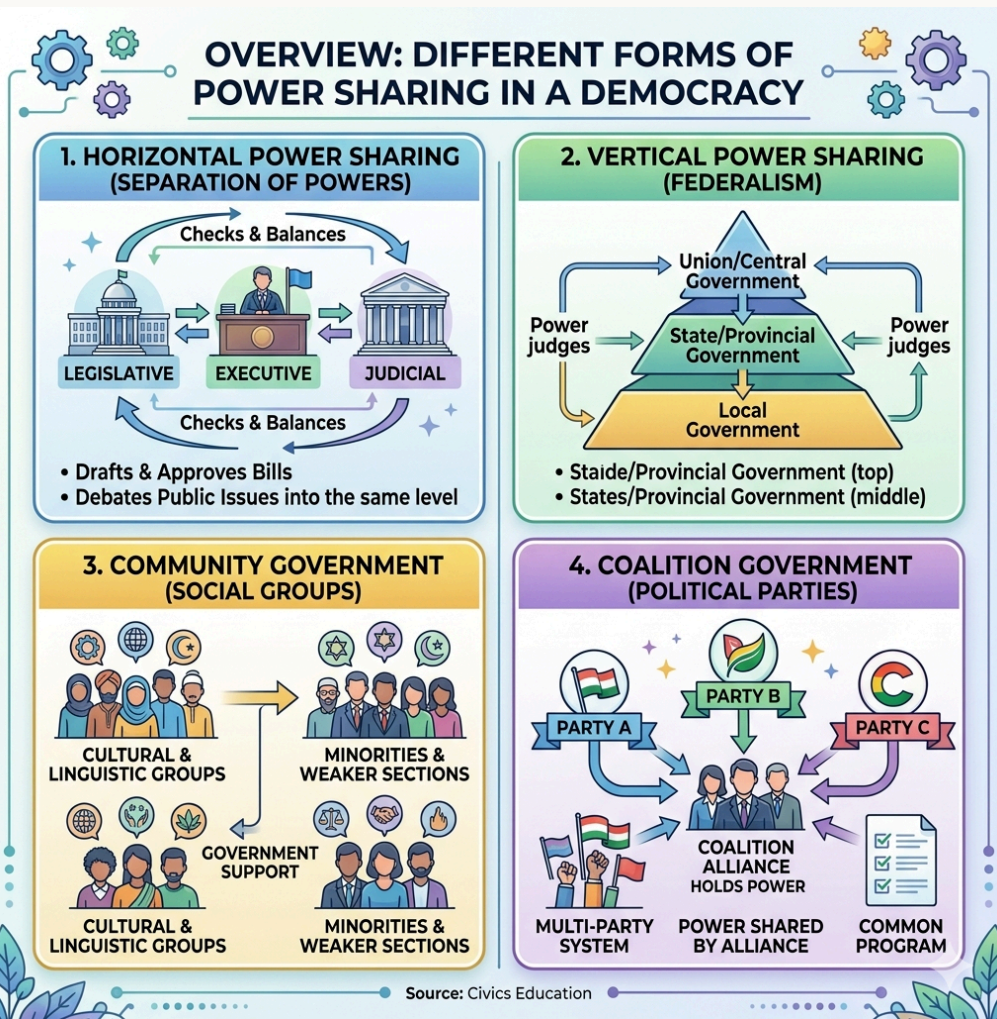 OVERVIEW: DIFFERENT FORMS OF
POWER SHARING IN A DEMOCRACY
1. HORIZONTAL POWER SHARING
(SEPARATION OF POWERS)
Checks & Balances
LEGISLATIVE
EXECUTIVE
JUDICIAL
Checks & Balances
• Drafts & Approves Bills
• Debates Public Issues into the same level
2. VERTICAL POWER SHARING
(FEDERALISM)
Union/Central
Government
Power
judges
State/Provincial
Government
Power
judges
Local
Government
• Staide/Provincial Government (top)
• States/Provincial Government (middle)
3. COMMUNITY GOVERNMENT
(SOCIAL GROUPS)
CULTURAL &
LINGUISTIC GROUPS
MINORITIES &
WEAKER SECTIONS
GOVERNMENT
SUPPORT
CULTURAL &
LINGUISTIC GROUPS
MINORITIES &
WEAKER SECTIONS
4. COALITION GOVERNMENT
(POLITICAL PARTIES)
PARTY A
PARTY B
C
PARTY C
COALITION
ALLIANCE
HOLDS POWER
MULTI-PARTY
SYSTEM
POWER SHARED
BY ALLIANCE
COMMON
PROGRAM
Source: Civics Education